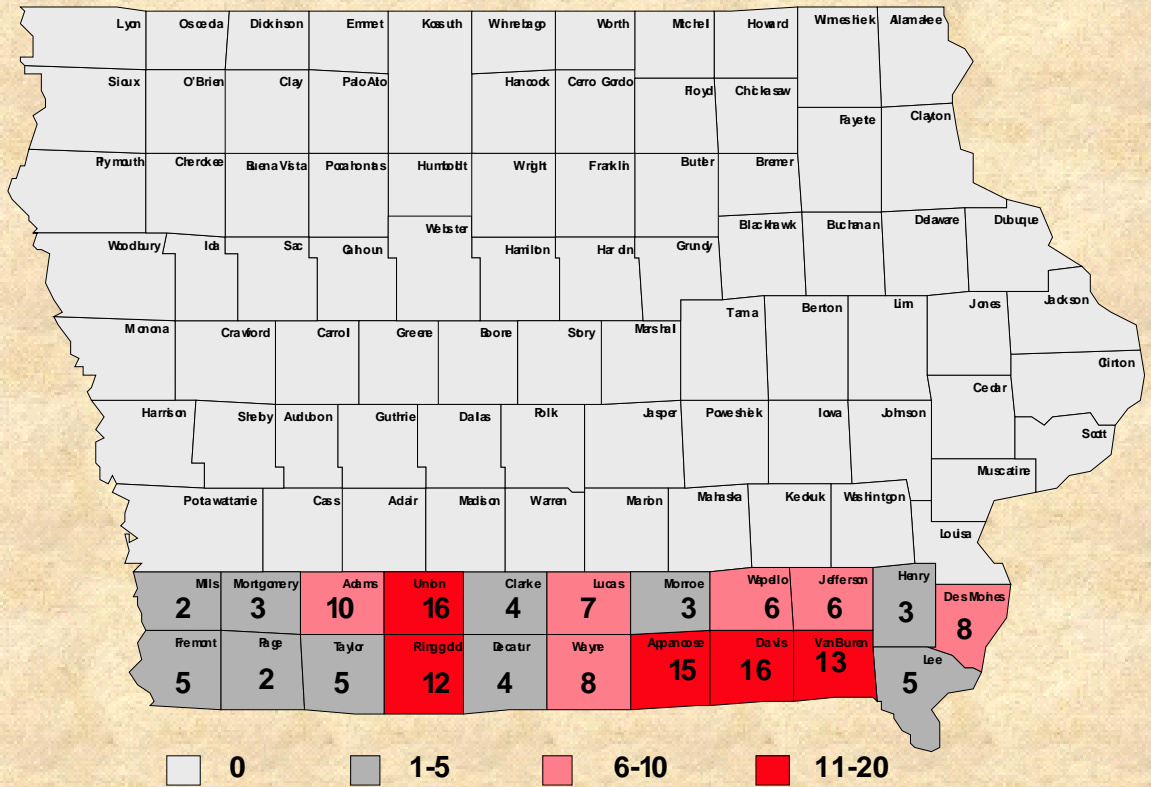 Lyon Osceola Dickinson Emmet Kossuth Winnebago Worth Mitchell Howard Winneshiek Allamakee
Sioux O'Brien Clay Palo Alto Hancock Cerro Gordo Floyd Chickasaw
Fayete Clayton
Plymouth Cherokee Buena Vista Pocahontas Humboldt Wright Franklin Butler Bremer
Woodbury Ida Sac Calhoun Webster Hamilton Hardin Grundy Blackhawk Buchanan Delaware Dubuque
Monona Crawford Carroll Greene Boone Story Marshall Tama Benton Linn Jones Jackson
Clinton
Harrison Shelby Audubon Guthrie Dallas Polk Jasper Poweshiek Iowa Johnson Cedar
Scott
Muscatine
Potawattamie Cass Adair Madison Warren Marion Mahaska Keokuk Washintgon
Louisa
Mills Montgomery Adams Union Clarke Lucas Monroe Wapello Jefferson Henry Des Moines
2 3 10 16 4 7 3 6 6 3 8
Fremont Page Taylor Ringgold Decatur Wayne Appanoose Davis Van Buren Lee
5 2 5 12 4 8 15 16 13 5
0 1-5 6-10 11-20